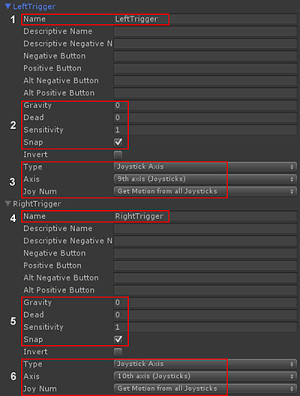 LeftTrigger
1 Name LeftTrigger
Descriptive Name
Descriptive Negative N
Negative Button
Positive Button
Alt Negative Button
Alt Positive Button
Gravity 0
2 Dead 0
Sensitivity 1
Snap
Invert
Type Joystick Axis
3 Axis 9th axis (Joysticks)
Joy Num Get Motion from all Joysticks
RightTrigger
4 Name RightTrigger
Descriptive Name
Descriptive Negative N
Negative Button
Positive Button
Alt Negative Button
Alt Positive Button
Gravity 0
5 Dead 0
Sensitivity 1
Snap
Invert
Type Joystick Axis
6 Axis 10th axis (Joysticks)
Joy Num Get Motion from all Joysticks